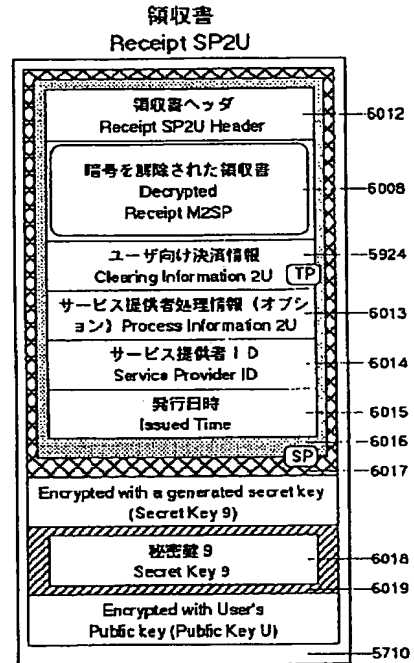 領収書
Receipt SP2U
領収書ヘッダ
Receipt SP2U Header
6012
暗号を解除された領収書
Decrypted
Receipt M2SP
6008
ユーザ向け決済情報
Clearing Information 2U
TP
5924
サービス提供者処理情報（オプシ
ョン）Process Information 2U
6013
サービス提供者ID
Service Provider ID
6014
発行日時
Issued Time
6015
6016
SP
6017
Encrypted with a generated secret key
(Secret Key 9)
秘密鍵 9
Secret Key 9
6018
6019
Encrypted with User's
Public key (Public Key U)
5710